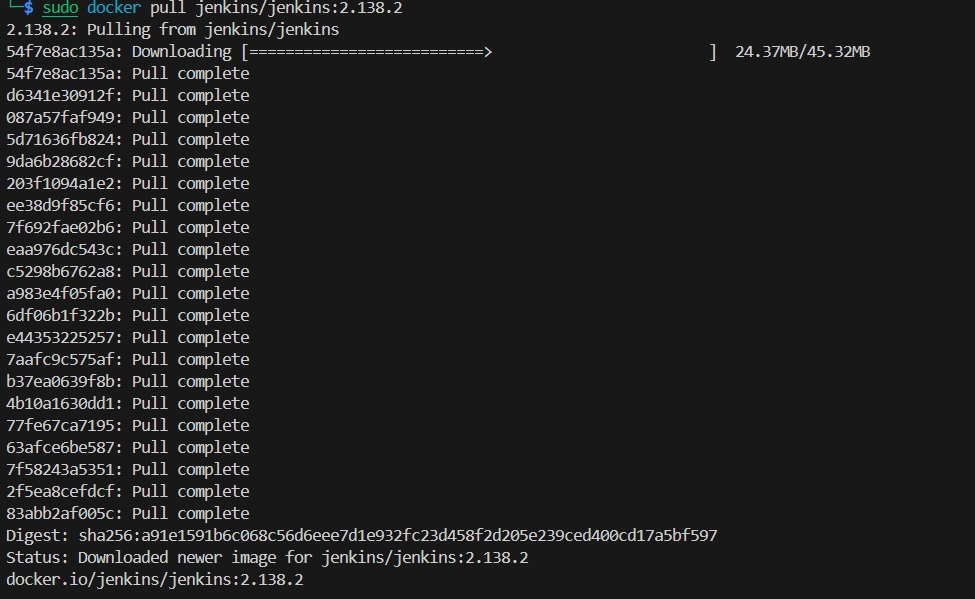 └─$ sudo docker pull jenkins/jenkins:2.138.2
2.138.2: Pulling from jenkins/jenkins
54f7e8ac135a: Downloading [==========================>                        ]  24.37MB/45.32MB
54f7e8ac135a: Pull complete
d6341e30912f: Pull complete
087a57faf949: Pull complete
5d71636fb824: Pull complete
9da6b28682cf: Pull complete
203f1094a1e2: Pull complete
ee38d9f85cf6: Pull complete
7f692fae02b6: Pull complete
eaa976dc543c: Pull complete
c5298b6762a8: Pull complete
a983e4f05fa0: Pull complete
6df06b1f322b: Pull complete
e44353225257: Pull complete
7aafc9c575af: Pull complete
b37ea0639f8b: Pull complete
4b10a1630dd1: Pull complete
77fe67ca7195: Pull complete
63afce6be587: Pull complete
7f58243a5351: Pull complete
2f5ea8cefdcf: Pull complete
83abb2af005c: Pull complete
Digest: sha256:a91e1591b6c068c56d6eee7d1e932fc23d458f2d205e239ced400cd17a5bf597
Status: Downloaded newer image for jenkins/jenkins:2.138.2
docker.io/jenkins/jenkins:2.138.2